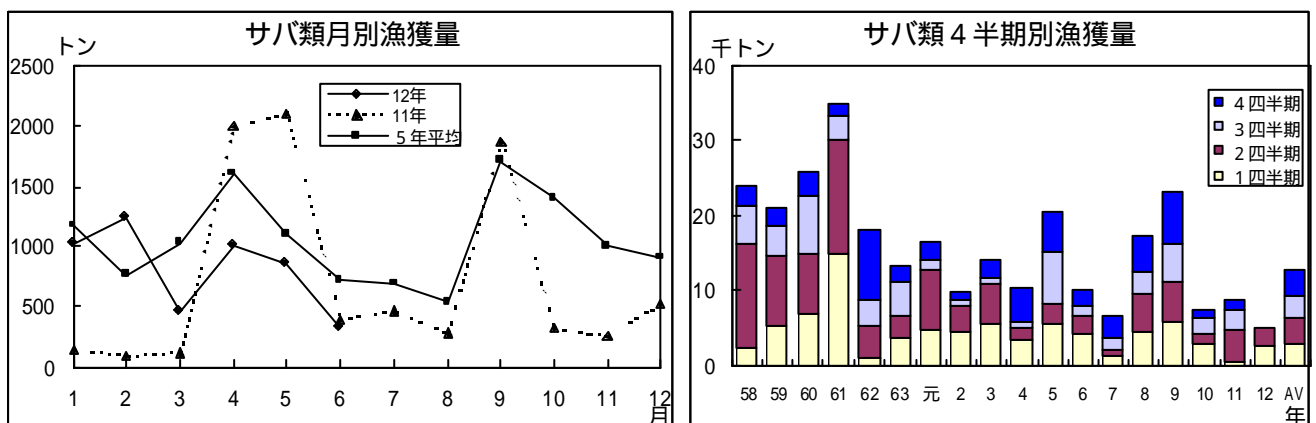 サバ類月別漁獲量
トン
2500
2000
1500
1000
500
0
12年
11年
5年平均
1 2 3 4 5 6 7 8 9 10 11 12
月
サバ類4半期別漁獲量
千トン
40
30
20
10
0
4四半期
3四半期
2四半期
1四半期
58 59 60 61 62 63 元 2 3 4 5 6 7 8 9 10 11 12 AV
年